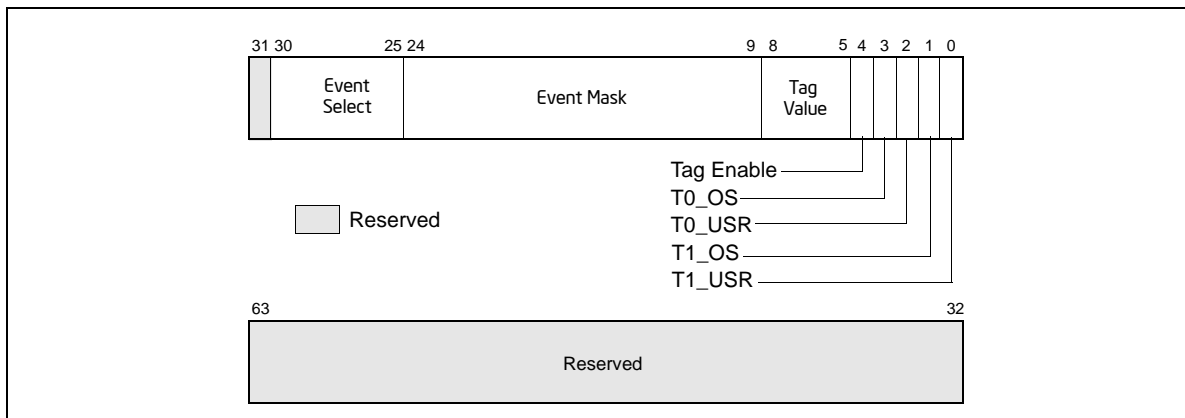 31 30 25 24 9 8 5 4 3 2 1 0
Event
Select
Event Mask
Tag
Value
Tag Enable
T0_OS
Reserved
T0_USR
T1_OS
T1_USR
63 32
Reserved